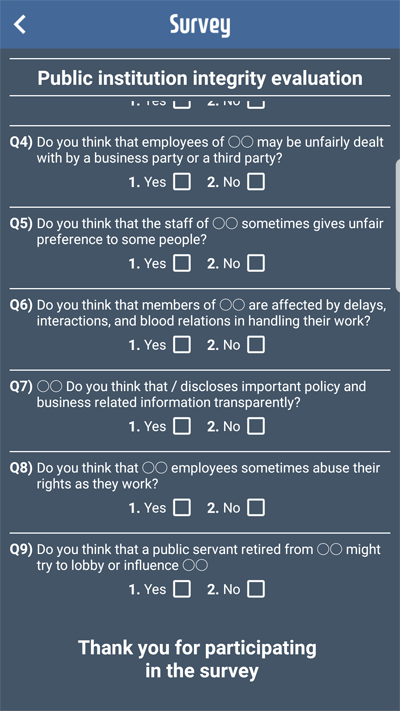 Survey
Public institution integrity evaluation
1. Yes 2. No
Q4) Do you think that employees of ○○ may be unfairly dealt
with by a business party or a third party?
1. Yes 2. No
Q5) Do you think that the staff of ○○ sometimes gives unfair
preference to some people?
1. Yes 2. No
Q6) Do you think that members of ○○ are affected by delays,
interactions, and blood relations in handling their work?
1. Yes 2. No
Q7) ○○ Do you think that / discloses important policy and
business related information transparently?
1. Yes 2. No
Q8) Do you think that ○○ employees sometimes abuse their
rights as they work?
1. Yes 2. No
Q9) Do you think that a public servant retired from ○○ might
try to lobby or influence ○○
1. Yes 2. No
Thank you for participating
in the survey